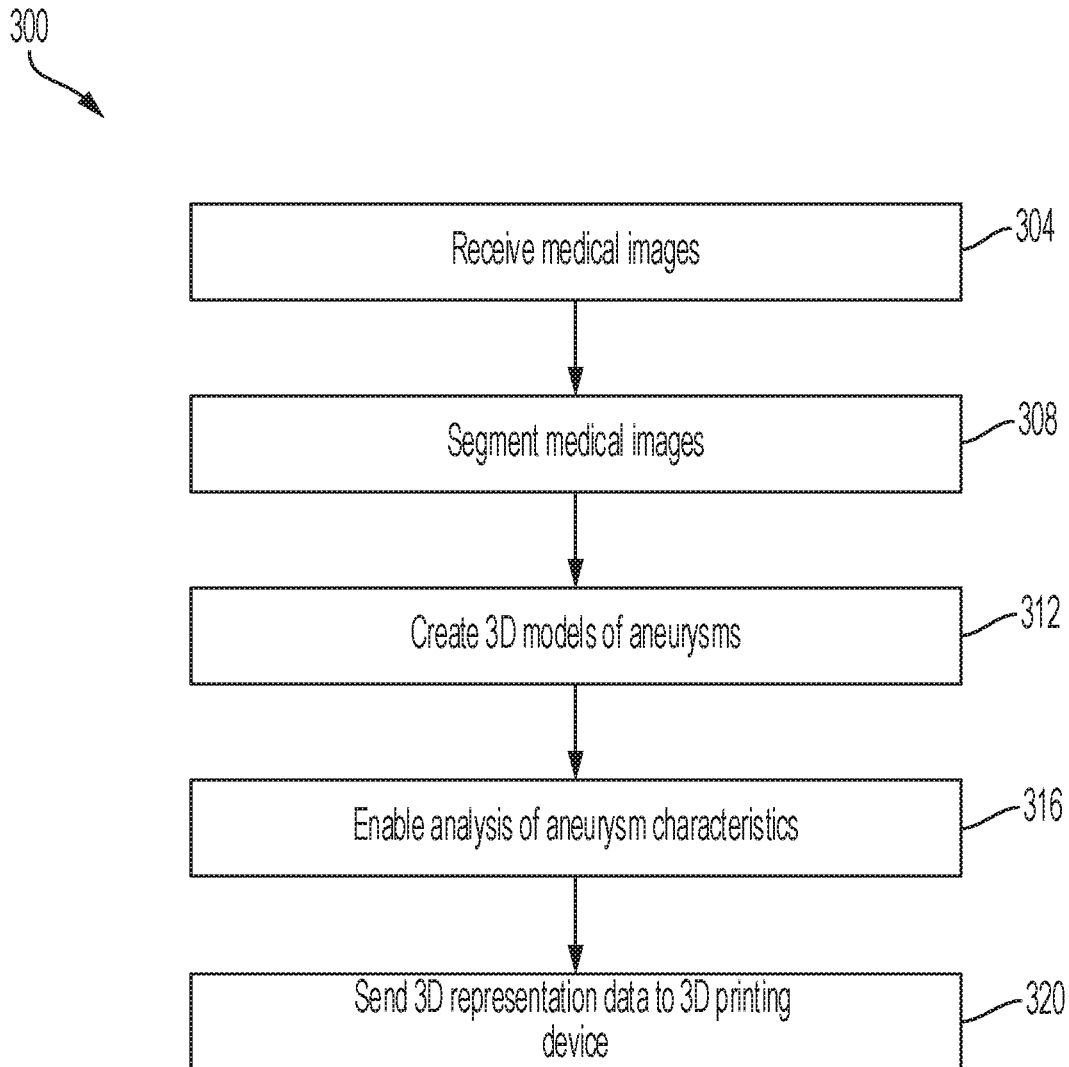 300
Receive medical images
304
Segment medical images
308
Create 3D models of aneurysms
312
Enable analysis of aneurysm characteristics
316
Send 3D representation data to 3D printing
device
320